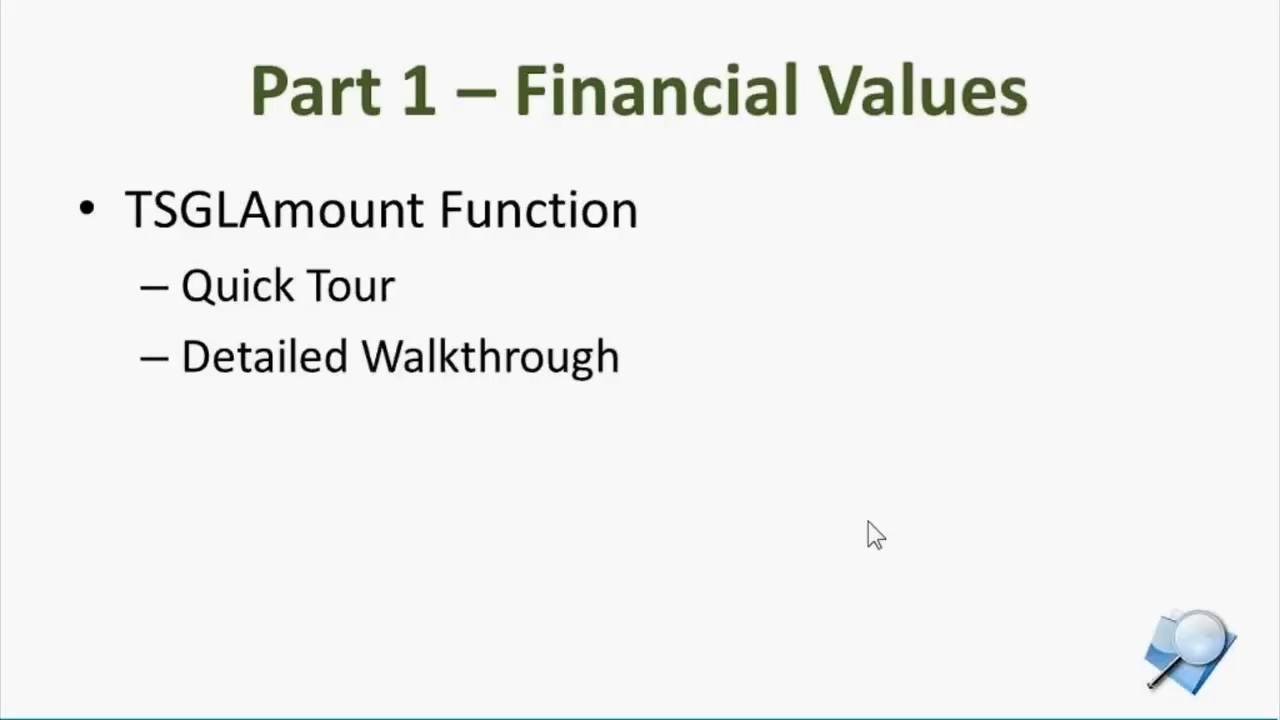 Part 1 – Financial Values
• TSGLAmount Function
– Quick Tour
– Detailed Walkthrough